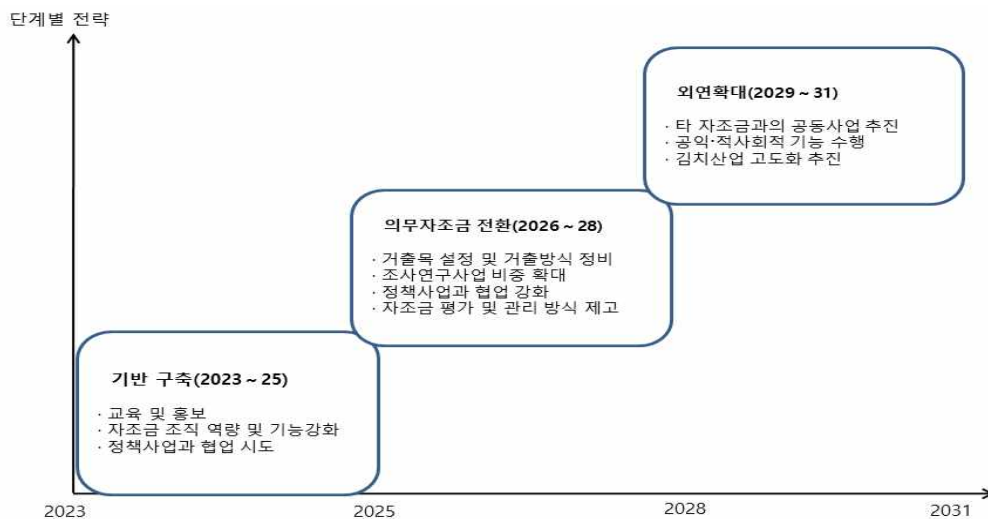 단계별 전략
외연확대(2029 ~ 31)
· 타 자조금과의 공동사업 추진
· 공익·적사회적 기능 수행
· 김치산업 고도화 추진
의무자조금 전환(2026 ~ 28)
· 거출목 설정 및 거출방식 정비
· 조사연구사업 비중 확대
· 정책사업과 협업 강화
· 자조금 평가 및 관리 방식 제고
기반 구축(2023 ~ 25)
· 교육 및 홍보
· 자조금 조직 역량 및 기능강화
· 정책사업과 협업 시도
2023 2025 2028 2031